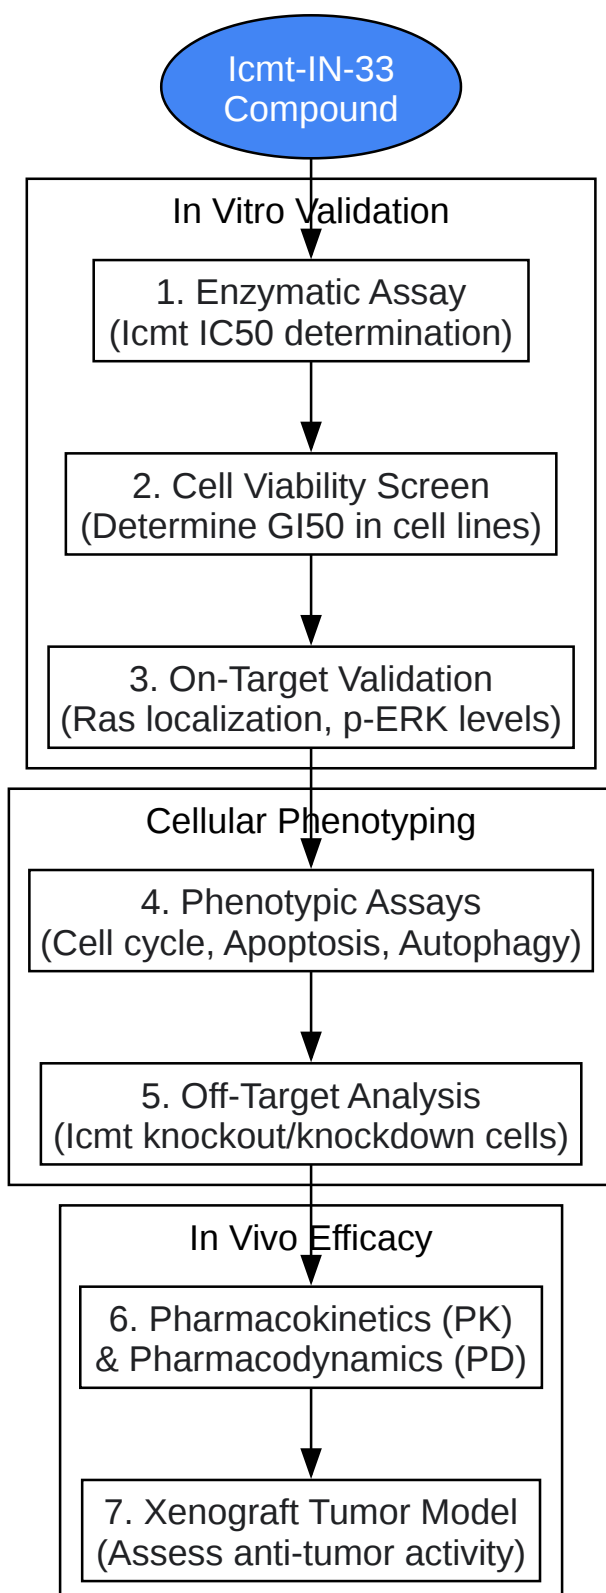 Icmt-IN-33
Compound
In Vitro Validation
1. Enzymatic Assay
(Icmt IC50 determination)
2. Cell Viability Screen
(Determine GI50 in cell lines)
3. On-Target Validation
(Ras localization, p-ERK levels)
Cellular Phenotyping
4. Phenotypic Assays
(Cell cycle, Apoptosis, Autophagy)
5. Off-Target Analysis
(Icmt knockout/knockdown cells)
In Vivo Efficacy
6. Pharmacokinetics (PK)
& Pharmacodynamics (PD)
7. Xenograft Tumor Model
(Assess anti-tumor activity)